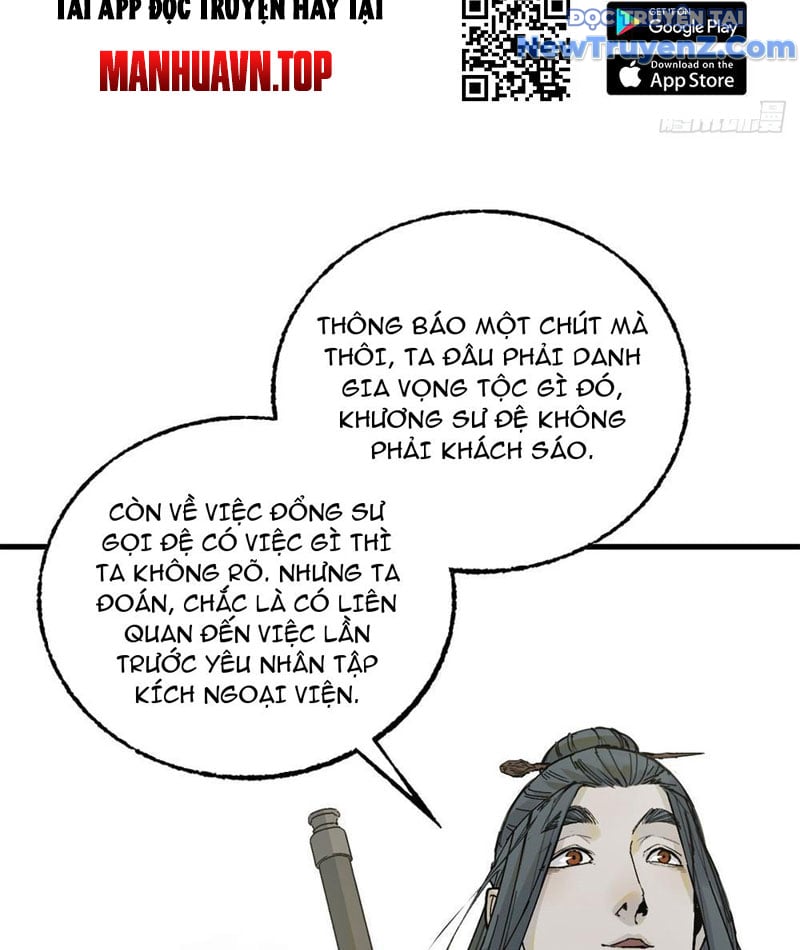 TẢI APP ĐỌC TRUYỆN HAY TẠI
MANHUAVN.TOP
GET IT ON
Google Play
Download on the
App Store
ĐỌC TRUYỆN TẠI
NewTruyenZ.com
THÔNG BÁO MỘT CHÚT MÀ
THÔI, TA ĐÂU PHẢI DANH
GIA VỌNG TỘC GÌ ĐÓ,
KHƯƠNG SƯ ĐỆ KHÔNG
PHẢI KHÁCH SÁO.
CÒN VỀ VIỆC ĐỔNG SƯ
GỌI ĐỆ CÓ VIỆC GÌ THÌ
TA KHÔNG RÕ. NHƯNG TA
ĐOÁN, CHẮC LÀ CÓ LIÊN
QUAN ĐẾN VIỆC LẦN
TRƯỚC YÊU NHÂN TẬP
KÍCH NGOẠI VIỆN.